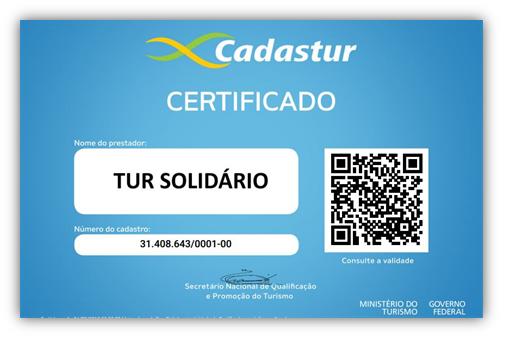 Cadastur
CERTIFICADO
Nome do prestador:
TUR SOLIDÁRIO
Número do cadastro:
31.408.643/0001-00
Consulte a validade
Secretário Nacional de Qualificação
e Promoção do Turismo
MINISTÉRIO DO TURISMO
GOVERNO FEDERAL